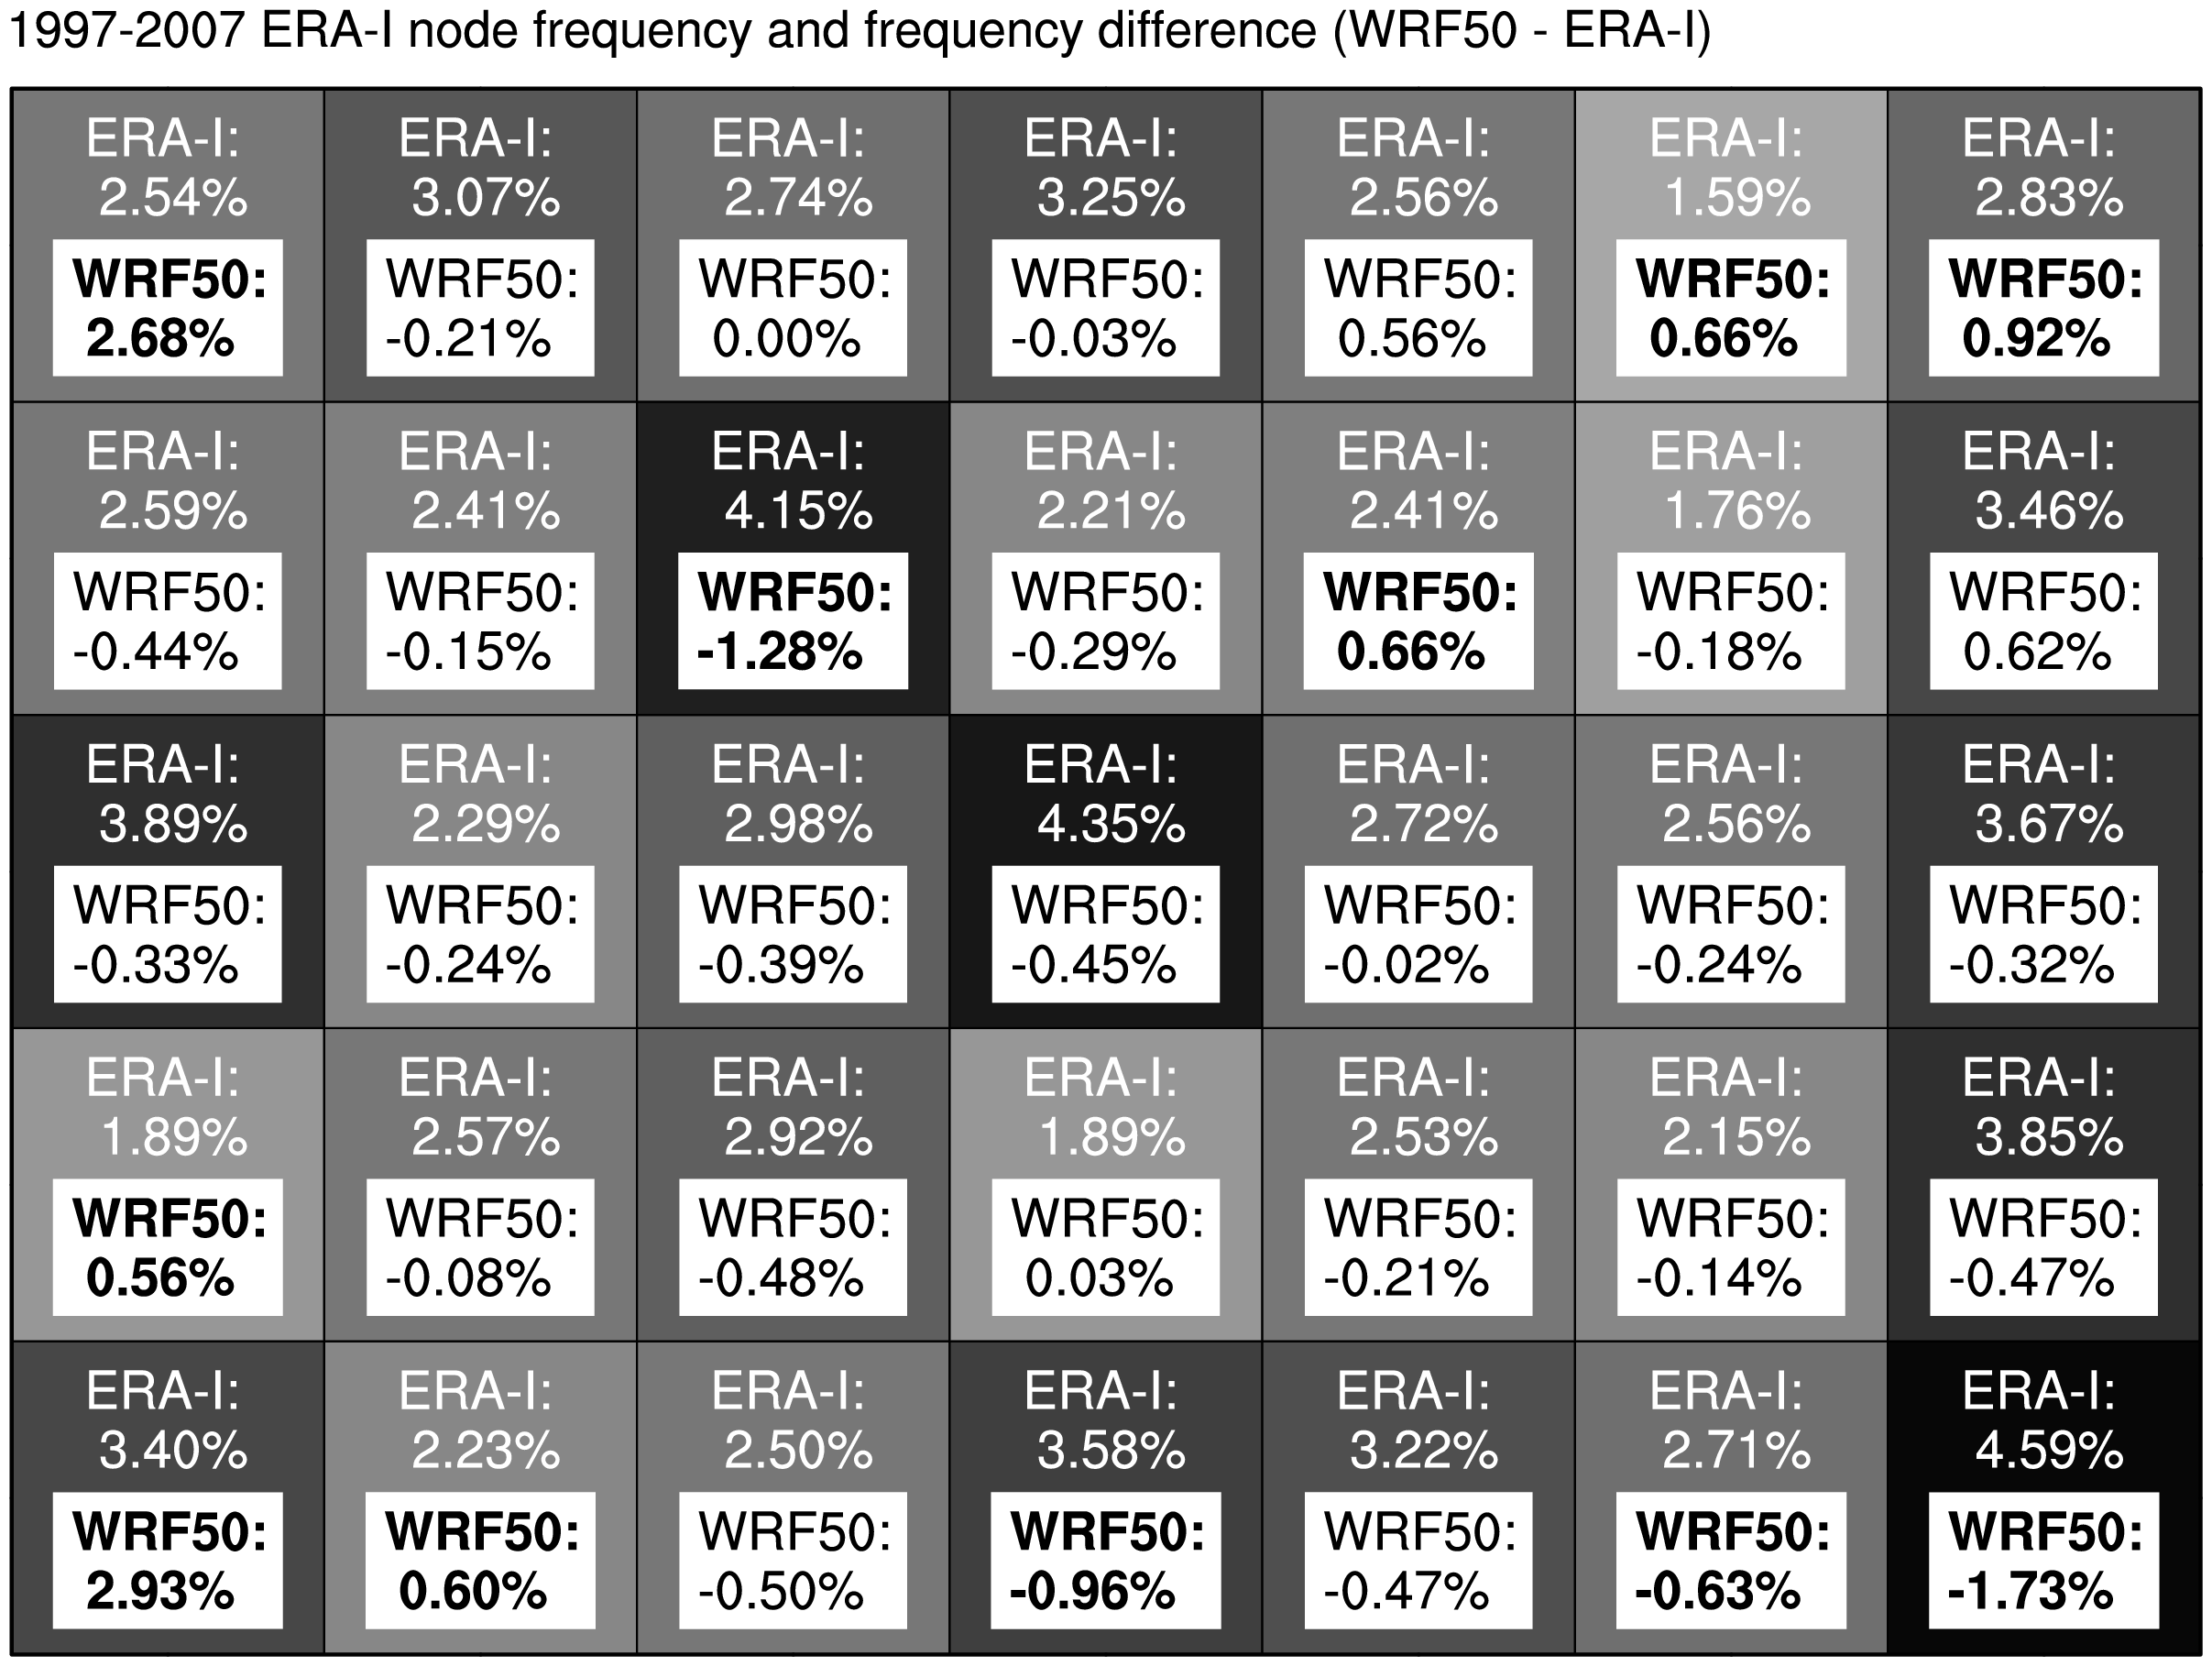 1997-2007 ERA-I node frequency and frequency difference (WRF50 - ERA-I)
ERA-I: ERA-I: ERA-I: ERA-I: ERA-I: ERA-I: ERA-I:
2.54% 3.07% 2.74% 3.25% 2.56% 1.59% 2.83%
WRF50: WRF50: WRF50: WRF50: WRF50: WRF50: WRF50:
2.68% -0.21% 0.00% -0.03% 0.56% 0.66% 0.92%
ERA-I: ERA-I: ERA-I: ERA-I: ERA-I: ERA-I: ERA-I:
2.59% 2.41% 4.15% 2.21% 2.41% 1.76% 3.46%
WRF50: WRF50: WRF50: WRF50: WRF50: WRF50: WRF50:
-0.44% -0.15% -1.28% -0.29% 0.66% -0.18% 0.62%
ERA-I: ERA-I: ERA-I: ERA-I: ERA-I: ERA-I: ERA-I:
3.89% 2.29% 2.98% 4.35% 2.72% 2.56% 3.67%
WRF50: WRF50: WRF50: WRF50: WRF50: WRF50: WRF50:
-0.33% -0.24% -0.39% -0.45% -0.02% -0.24% -0.32%
ERA-I: ERA-I: ERA-I: ERA-I: ERA-I: ERA-I: ERA-I:
1.89% 2.57% 2.92% 1.89% 2.53% 2.15% 3.85%
WRF50: WRF50: WRF50: WRF50: WRF50: WRF50: WRF50:
0.56% -0.08% -0.48% 0.03% -0.21% -0.14% -0.47%
ERA-I: ERA-I: ERA-I: ERA-I: ERA-I: ERA-I: ERA-I:
3.40% 2.23% 2.50% 3.58% 3.22% 2.71% 4.59%
WRF50: WRF50: WRF50: WRF50: WRF50: WRF50: WRF50:
2.93% 0.60% -0.50% -0.96% -0.47% -0.63% -1.73%